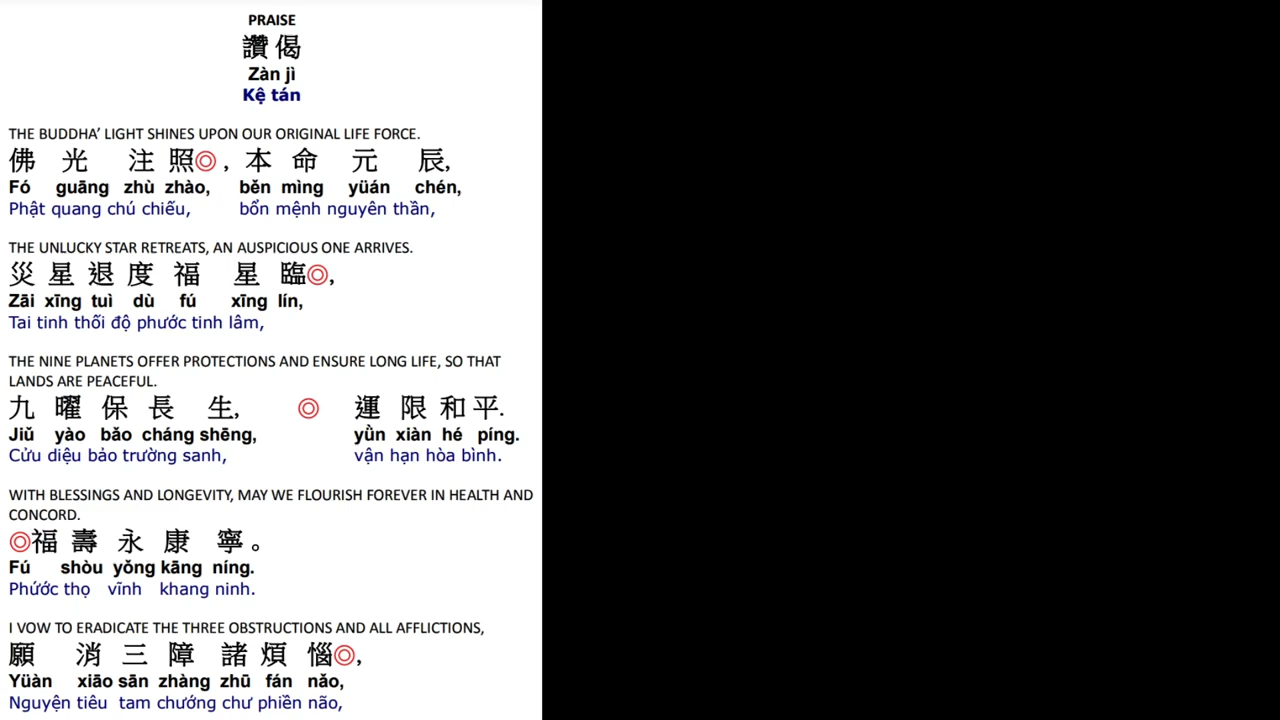 PRAISE
讚 偈
Zàn jì
Kệ tán
THE BUDDHA’ LIGHT SHINES UPON OUR ORIGINAL LIFE FORCE.
佛 光 注 照◎ , 本 命 元 辰,
Fó guāng zhù zhào, běn mìng yüán chén,
Phật quang chú chiếu, bổn mệnh nguyên thần,
THE UNLUCKY STAR RETREATS, AN AUSPICIOUS ONE ARRIVES.
災 星 退 度 福 星 臨◎,
Zāi xīng tuì dù fú xīng lín,
Tai tinh thối độ phước tinh lâm,
THE NINE PLANETS OFFER PROTECTIONS AND ENSURE LONG LIFE, SO THAT
LANDS ARE PEACEFUL.
九 曜 保 長 生, ◎ 運 限 和 平.
Jiǔ yào bǎo cháng shēng, yǜn xiàn hé píng.
Cửu diệu bảo trường sanh, vận hạn hòa bình.
WITH BLESSINGS AND LONGEVITY, MAY WE FLOURISH FOREVER IN HEALTH AND
CONCORD.
◎福 壽 永 康 寧 。
Fú shòu yǒng kāng níng.
Phứớc thọ vĩnh khang ninh.
I VOW TO ERADICATE THE THREE OBSTRUCTIONS AND ALL AFFLICTIONS,
願 消 三 障 諸 煩 惱◎,
Yüàn xiāo sān zhàng zhū fán nǎo,
Nguyện tiêu tam chướng chư phiền não,